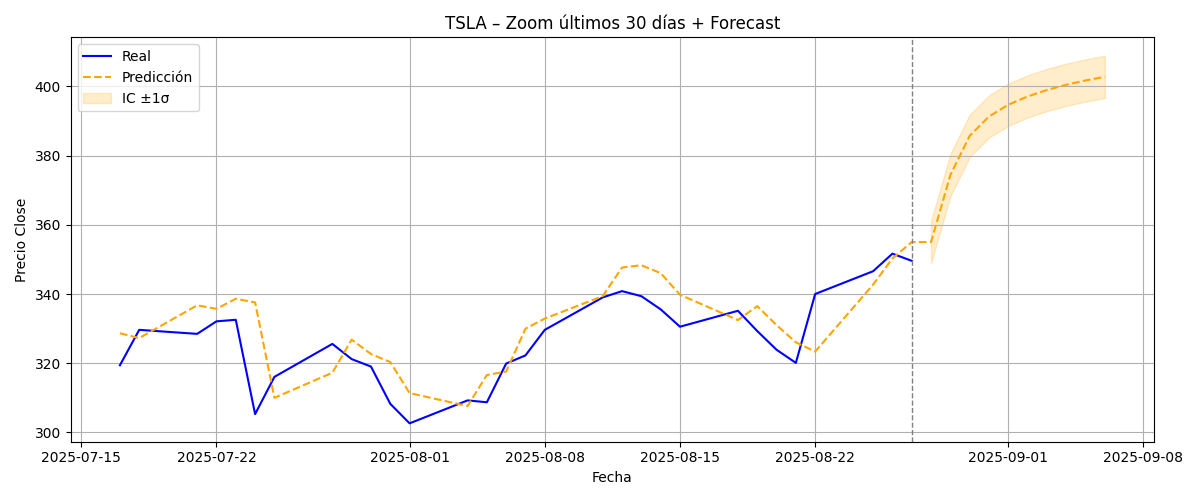 TSLA – Zoom últimos 30 días + Forecast
Real
Predicción
IC ±1σ
Precio Close
400
380
360
340
320
300
2025-07-15
2025-07-22
2025-08-01
2025-08-08
2025-08-15
2025-08-22
2025-09-01
2025-09-08
Fecha